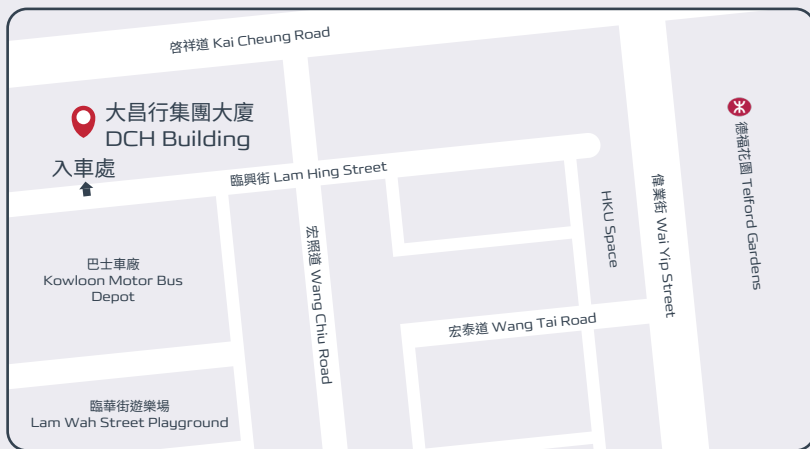 啓祥道 Kai Cheung Road
大昌行集團大廈
DCH Building
入車處
臨興街 Lam Hing Street
德福花園 Telford Gardens
偉業街 Wai Yip Street
HKU Space
宏照道 Wang Chiu Road
巴士車廠
Kowloon Motor Bus
Depot
宏泰道 Wang Tai Road
臨華街遊樂場
Lam Wah Street Playground